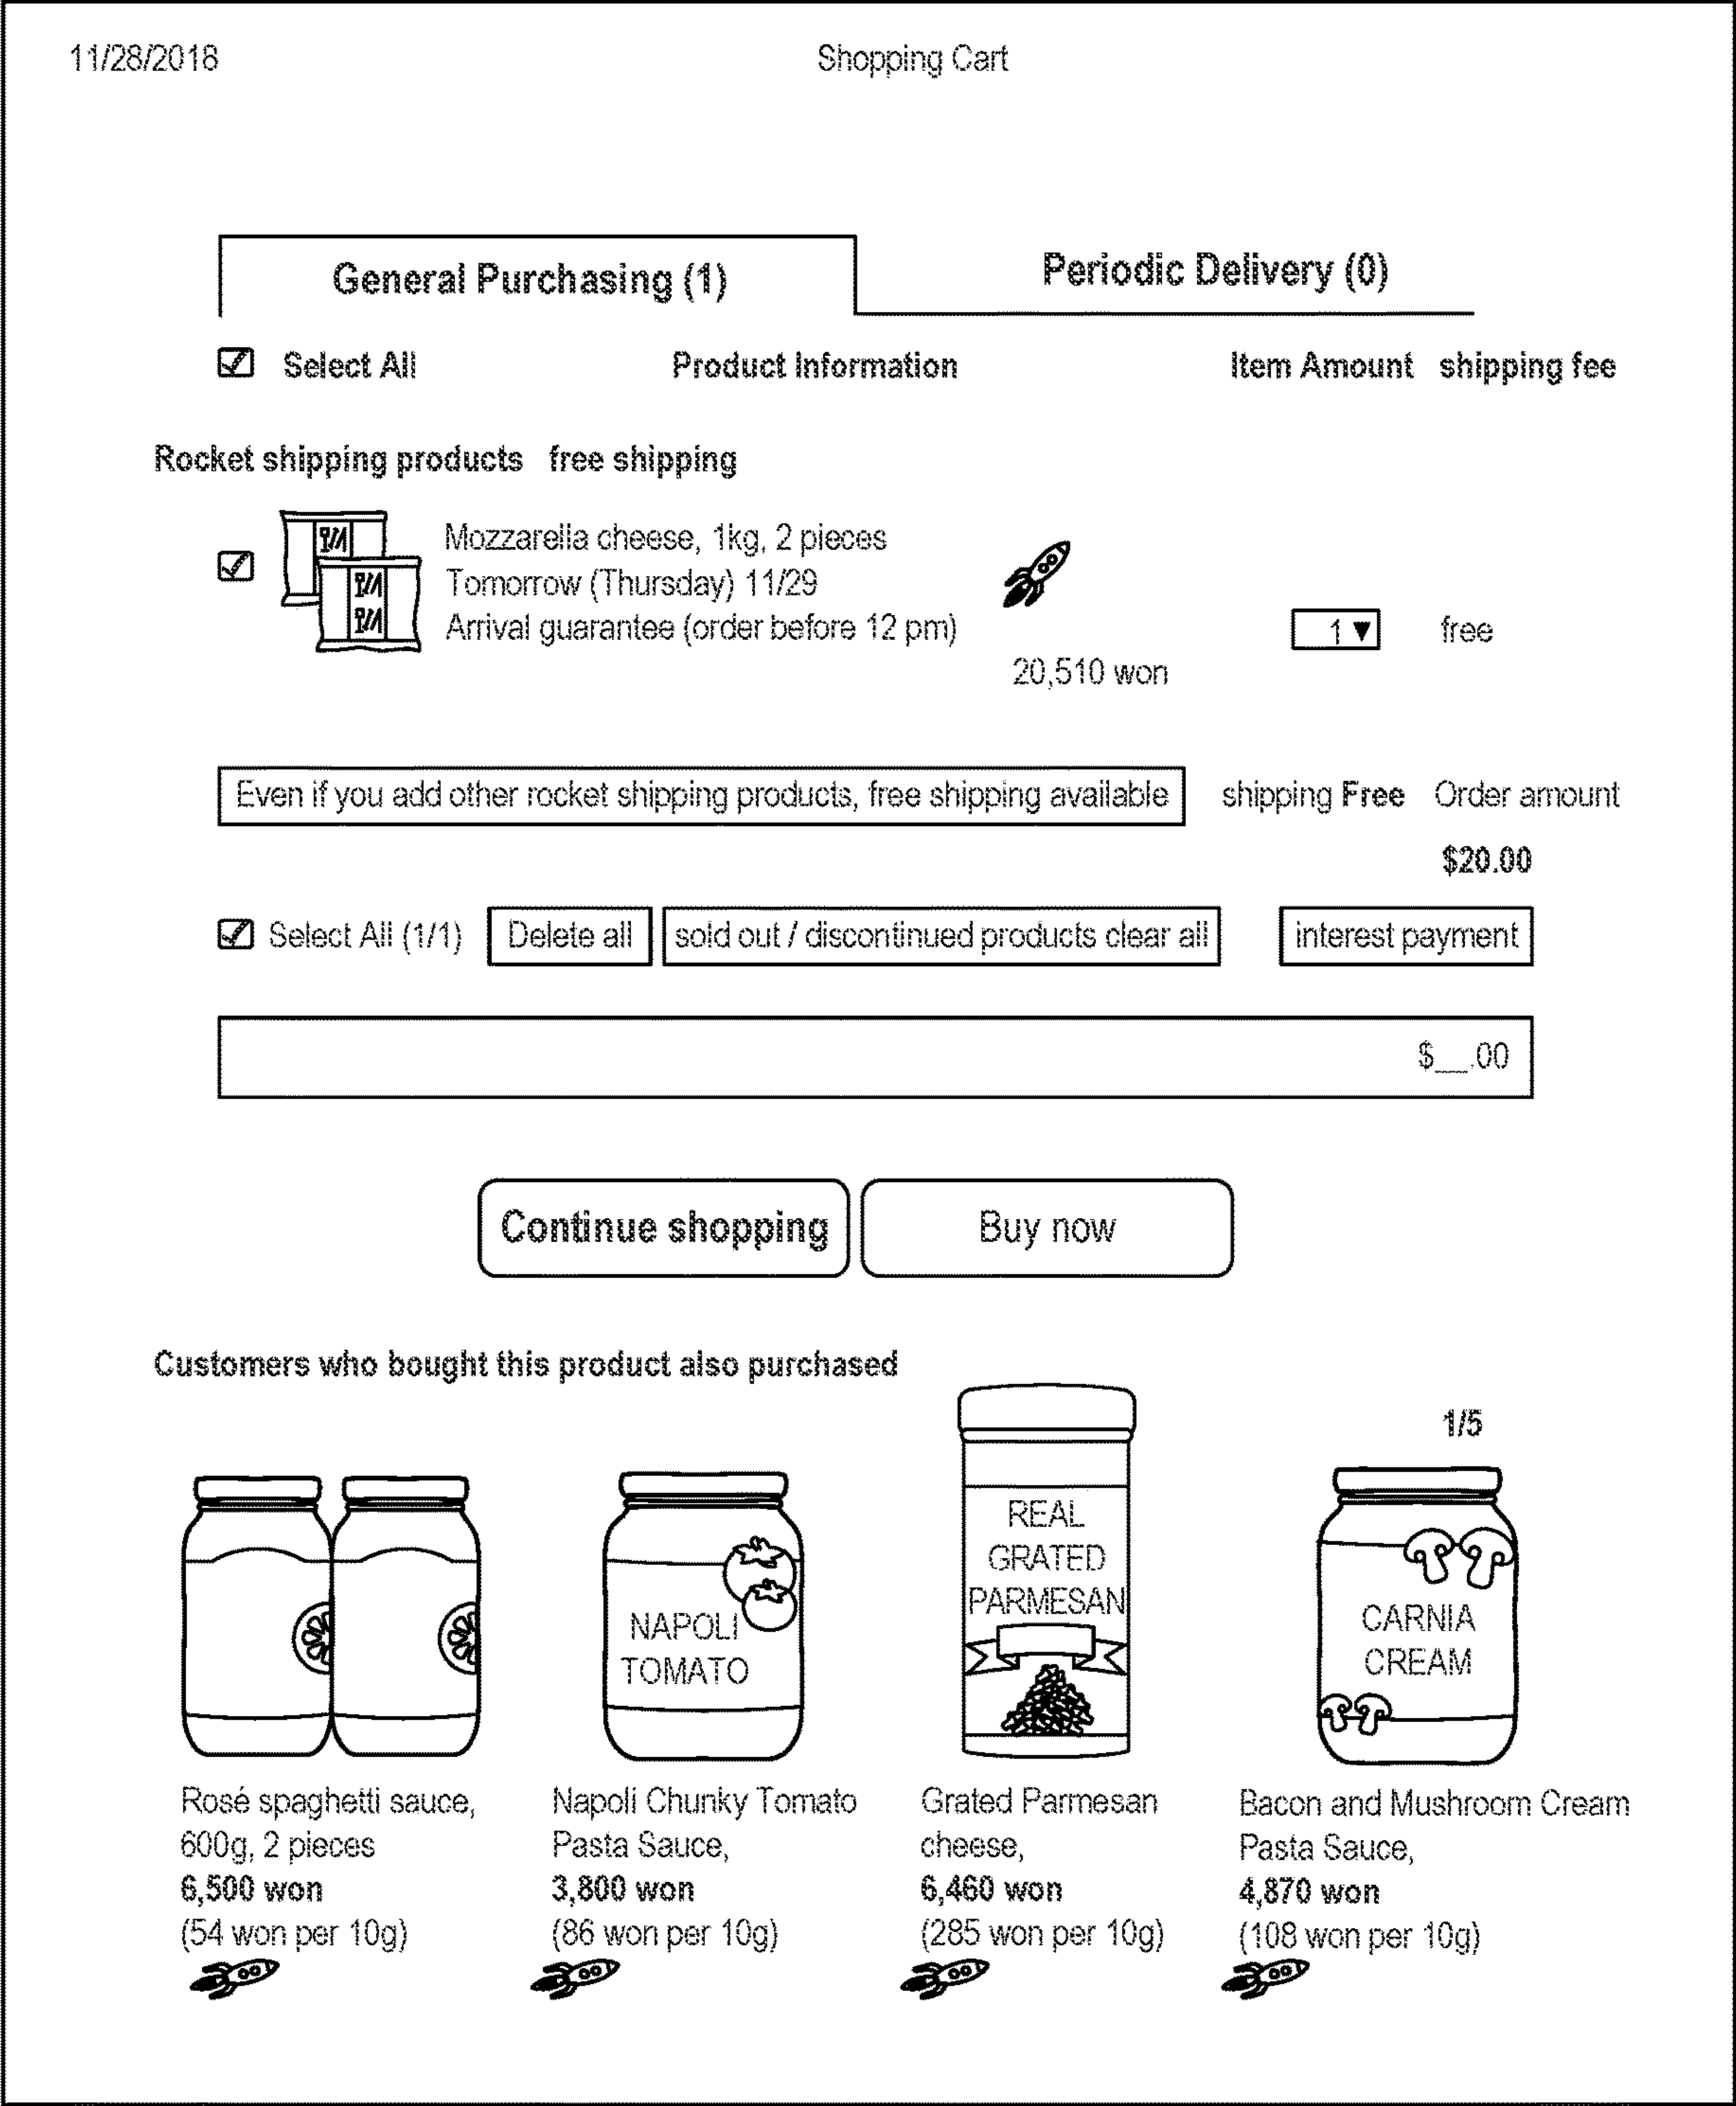 11/28/2018 Shopping Cart
General Purchasing (1) Periodic Delivery (0)
Select All Product Information Item Amount shipping fee
Rocket shipping products free shipping
Mozzarella cheese, 1kg, 2 pieces
Tomorrow (Thursday) 11/29
Arrival guarantee (order before 12 pm)
1 ▼ free
20,510 won
Even if you add other rocket shipping products, free shipping available shipping Free Order amount
$20.00
Select All (1/1) Delete all sold out / discontinued products clear all interest payment
$__.00
Continue shopping Buy now
Customers who bought this product also purchased
1/5
REAL
GRATED
PARMESAN
NAPOLI
TOMATO
CARNIA
CREAM
Rosé spaghetti sauce,
600g, 2 pieces
6,500 won
(54 won per 10g)
Napoli Chunky Tomato
Pasta Sauce,
3,800 won
(86 won per 10g)
Grated Parmesan
cheese,
6,460 won
(285 won per 10g)
Bacon and Mushroom Cream
Pasta Sauce,
4,870 won
(108 won per 10g)